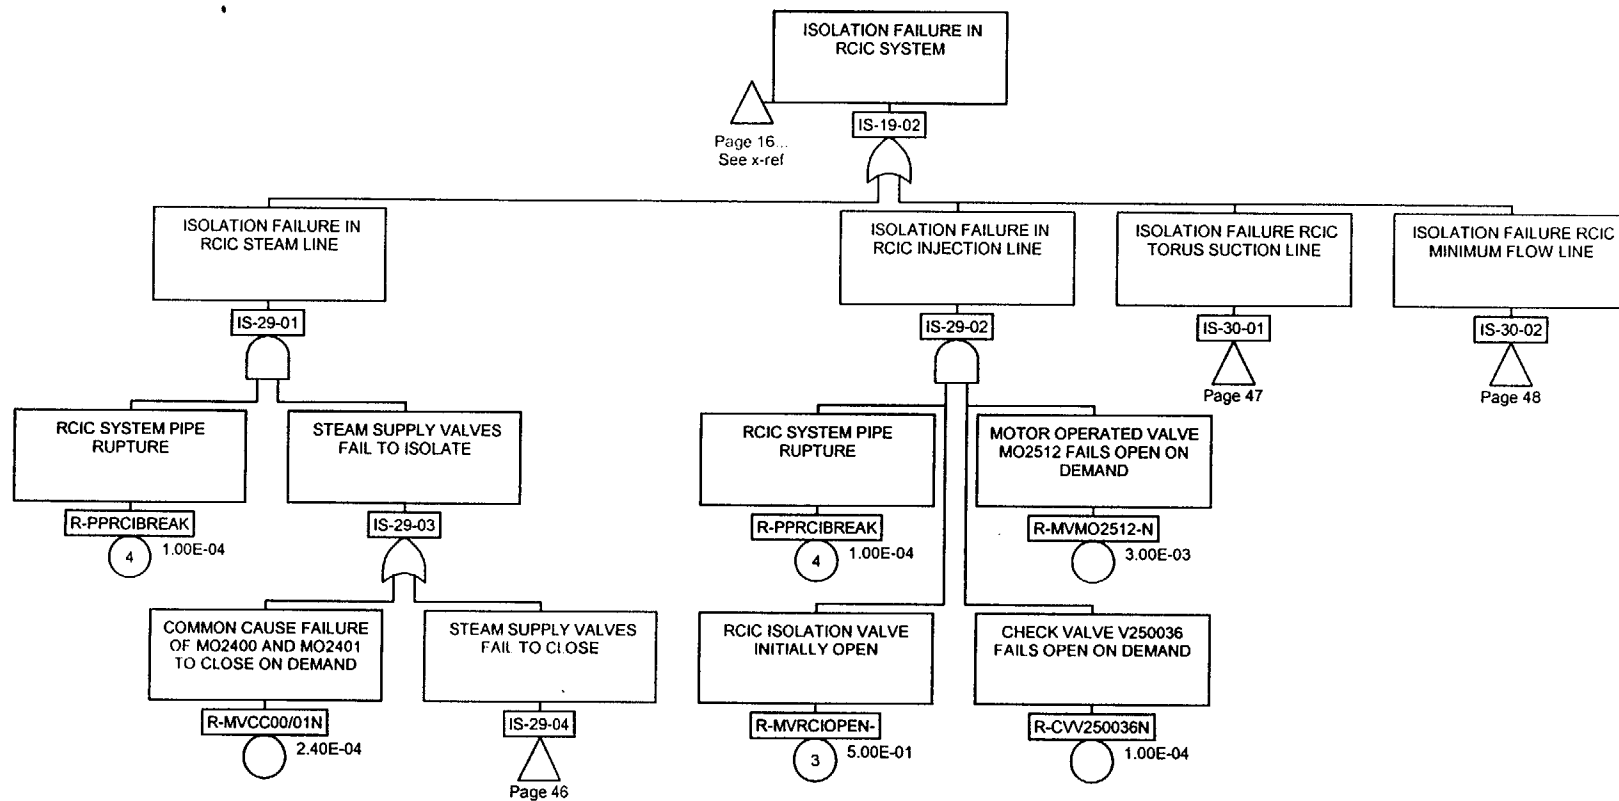 ISOLATION FAILURE IN
RCIC SYSTEM
Page 16...
See x-ref
IS-19-02
ISOLATION FAILURE IN
RCIC STEAM LINE
IS-29-01
ISOLATION FAILURE IN
RCIC INJECTION LINE
IS-29-02
ISOLATION FAILURE RCIC
TORUS SUCTION LINE
IS-30-01
Page 47
ISOLATION FAILURE RCIC
MINIMUM FLOW LINE
IS-30-02
Page 48
RCIC SYSTEM PIPE
RUPTURE
R-PPRCIBREAK
4
1.00E-04
STEAM SUPPLY VALVES
FAIL TO ISOLATE
IS-29-03
RCIC SYSTEM PIPE
RUPTURE
R-PPRCIBREAK
4
1.00E-04
MOTOR OPERATED VALVE
MO2512 FAILS OPEN ON
DEMAND
R-MVMO2512-N
3.00E-03
COMMON CAUSE FAILURE
OF MO2400 AND MO2401
TO CLOSE ON DEMAND
R-MVCC00/01N
2.40E-04
STEAM SUPPLY VALVES
FAIL TO CLOSE
IS-29-04
Page 46
RCIC ISOLATION VALVE
INITIALLY OPEN
R-MVRCIOPEN-
3
5.00E-01
CHECK VALVE V250036
FAILS OPEN ON DEMAND
R-CVV250036N
1.00E-04